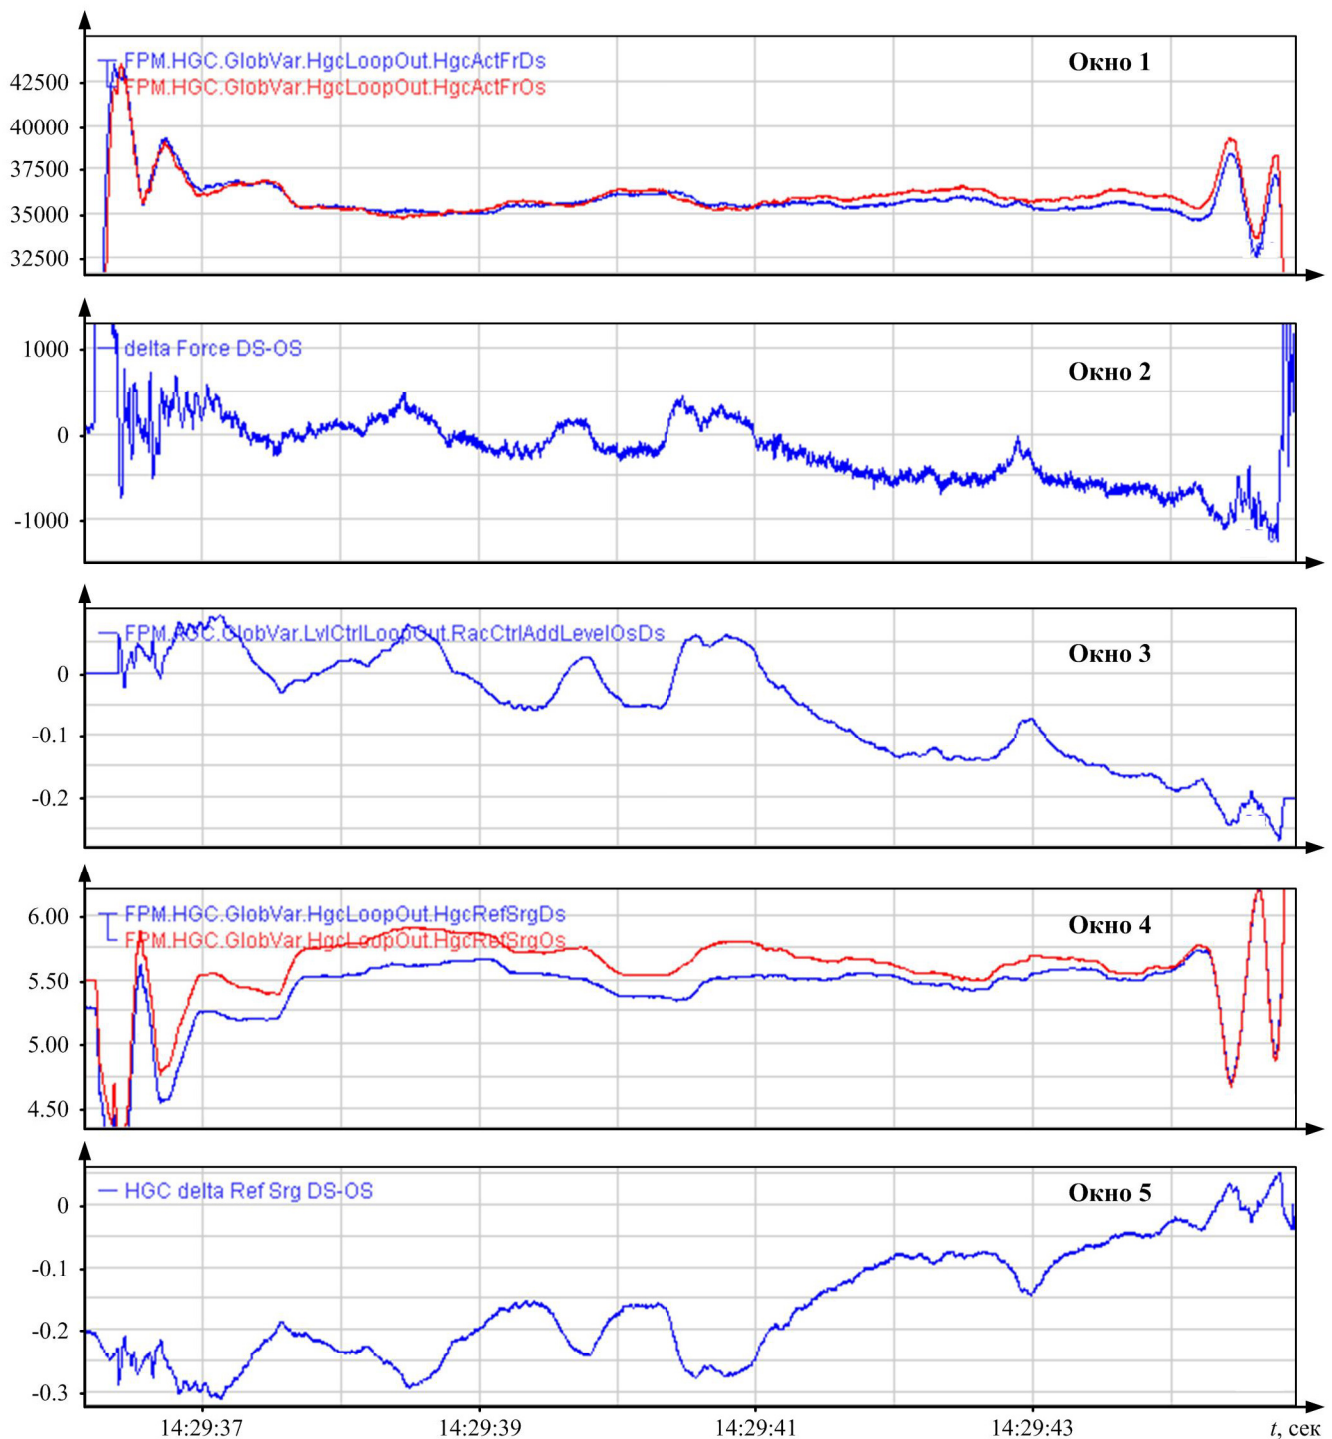 FPM.HGC.GlobVar.HgcLoopOut.HgcActFrDs
Окно 1
42500
FPM.HGC.GlobVar.HgcLoopOut.HgcActFrOs
40000
37500
35000
32500
1000
delta Force DS-OS
Окно 2
0
-1000
FPM.AGC.GlobVar.LvlCtrlLoopOut.RacCtrlAddLevelOsDs
Окно 3
0
-0.1
-0.2
6.00
FPM.HGC.GlobVar.HgcLoopOut.HgcRefSrgDs
Окно 4
FPM.HGC.GlobVar.HgcLoopOut.HgcRefSrgOs
5.50
5.00
4.50
0
HGC delta Ref Srg DS-OS
Окно 5
-0.1
-0.2
-0.3
14:29:37 14:29:39 14:29:41 14:29:43 t, сек